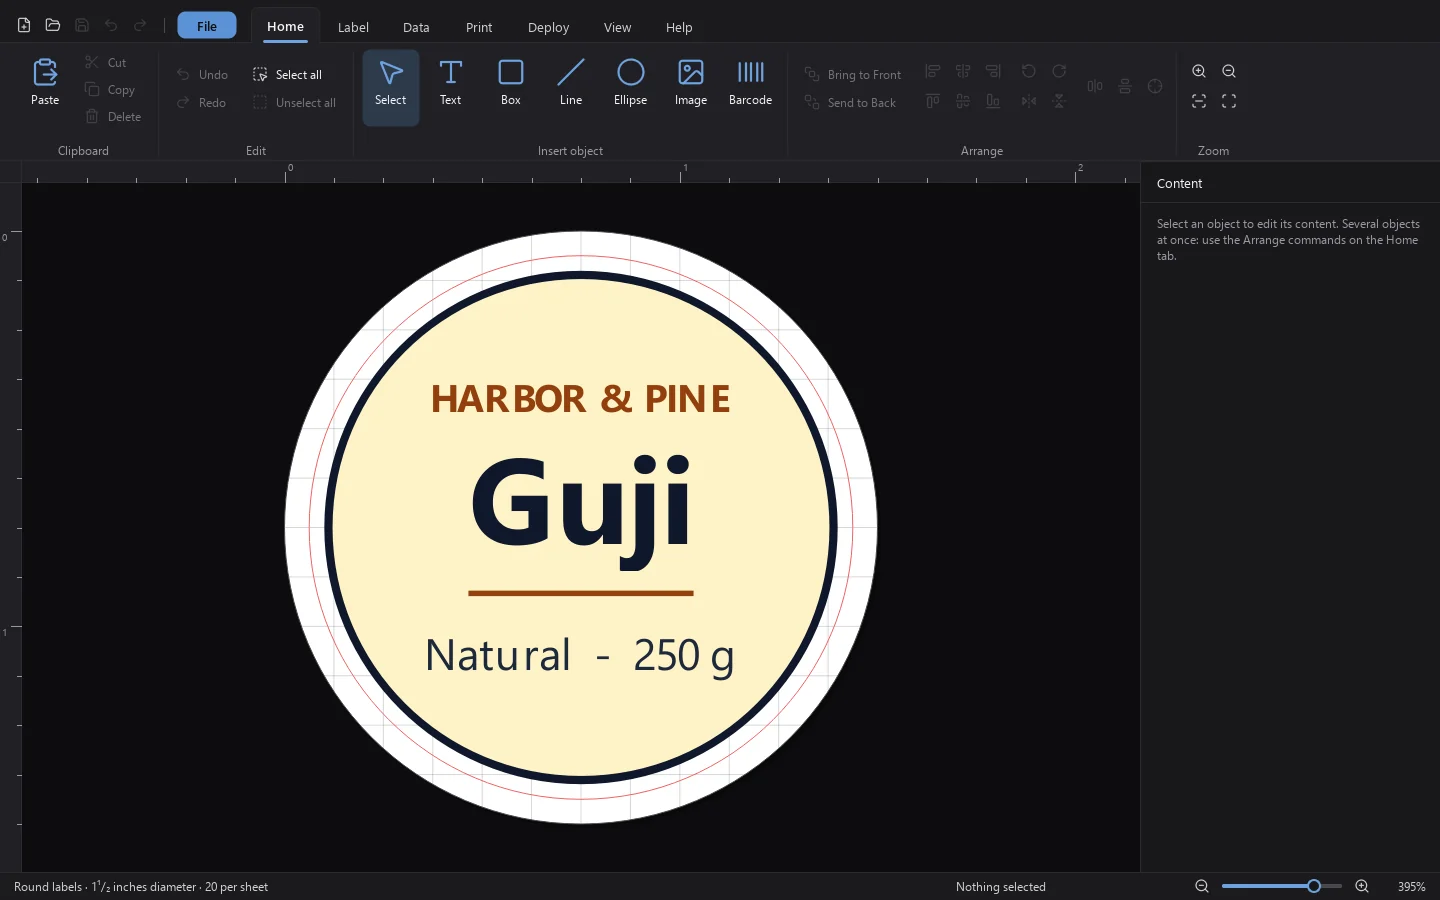 File
Home
Label
Data
Print
Deploy
View
Help
Paste
Cut
Copy
Delete
Clipboard
Undo
Redo
Select all
Unselect all
Edit
Select
Text
Box
Line
Ellipse
Image
Barcode
Insert object
Bring to Front
Send to Back
Arrange
Zoom
0
1
2
0
1
HARBOR & PINE
Guji
Natural - 250 g
Content
Select an object to edit its content. Several objects
at once: use the Arrange commands on the Home
tab.
Round labels · 1¹/₂ inches diameter · 20 per sheet
Nothing selected
395%